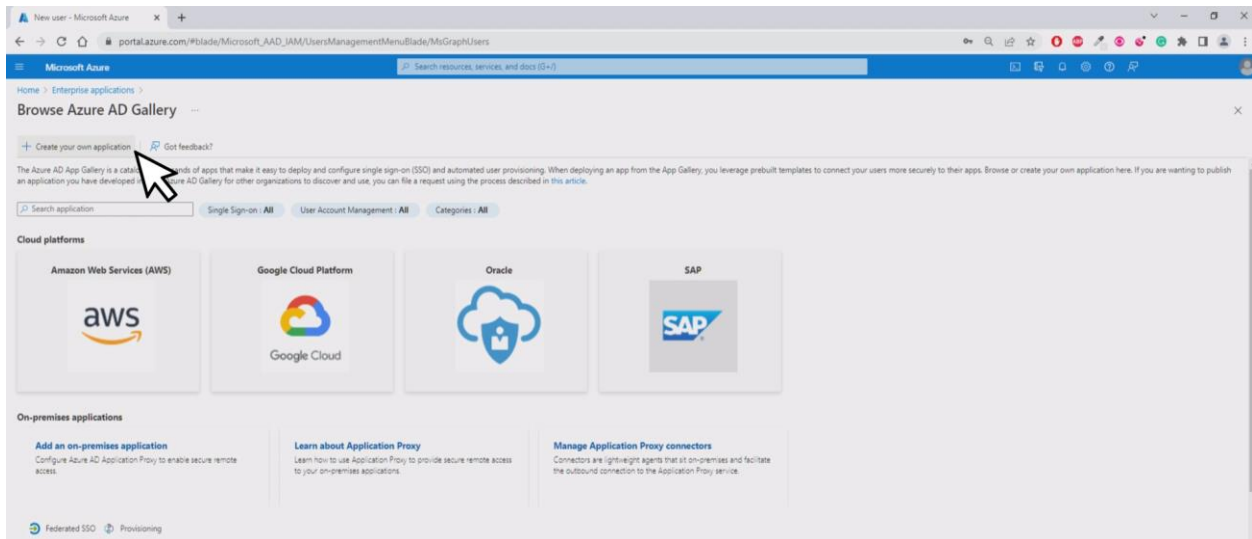 New user - Microsoft Azure
portal.azure.com/#blade/Microsoft_AAD_IAM/UsersManagementMenuBlade/MsGraphUsers
Microsoft Azure
Search resources, services, and docs (G+/)
Home > Enterprise applications >
Browse Azure AD Gallery ...
+ Create your own application
Got feedback?
The Azure AD App Gallery is a catalo ands of apps that make it easy to deploy and configure single sign-on (SSO) and automated user provisioning. When deploying an app from the App Gallery, you leverage prebuilt templates to connect your users more securely to their apps. Browse or create your own application here. If you are wanting to publish
an application you have developed in ure AD Gallery for other organizations to discover and use, you can file a request using the process described in this article.
Search application
Single Sign-on : All
User Account Management : All
Categories : All
Cloud platforms
Amazon Web Services (AWS)
Google Cloud Platform
Oracle
SAP
aws
Google Cloud
SAP
On-premises applications
Add an on-premises application
Configure Azure AD Application Proxy to enable secure remote
access.
Learn about Application Proxy
Learn how to use Application Proxy to provide secure remote access
to your on-premises applications.
Manage Application Proxy connectors
Connectors are lightweight agents that sit on-premises and facilitate
the outbound connection to the Application Proxy service.
Federated SSO
Provisioning